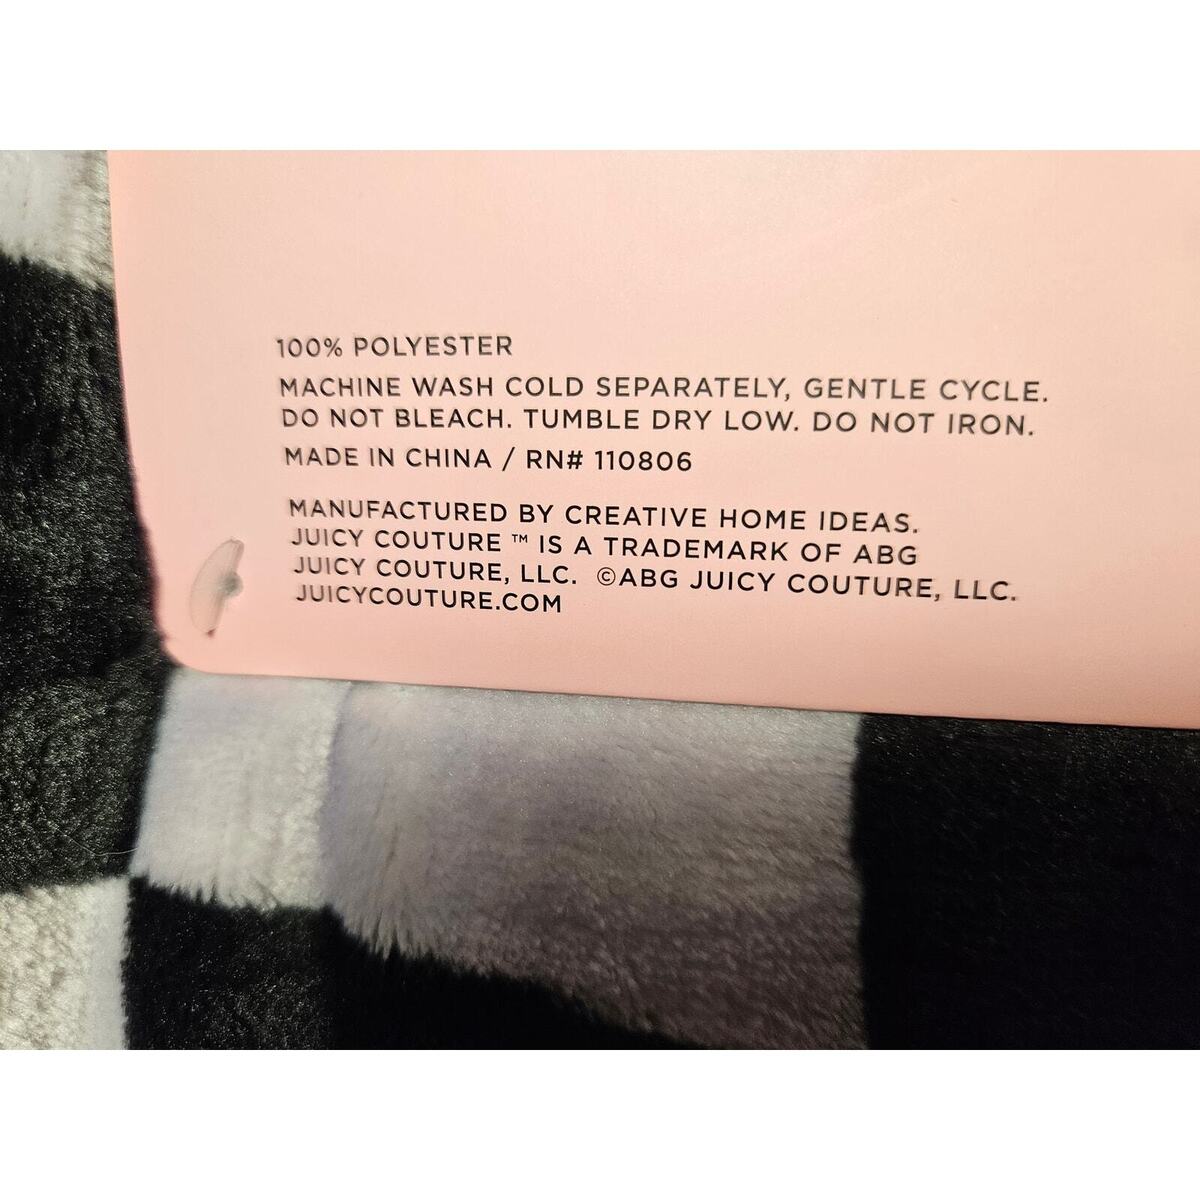 100% POLYESTER
MACHINE WASH COLD SEPARATELY, GENTLE CYCLE.
DO NOT BLEACH. TUMBLE DRY LOW. DO NOT IRON.
MADE IN CHINA / RN# 110806
MANUFACTURED BY CREATIVE HOME IDEAS.
JUICY COUTURE ™ IS A TRADEMARK OF ABG
JUICY COUTURE, LLC. ©ABG JUICY COUTURE, LLC.
JUICYCOUTURE.COM